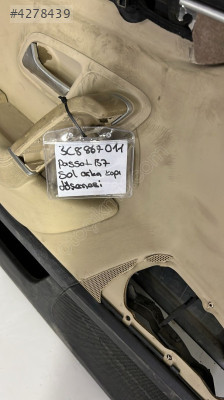 #4278439
3C8867011
Passat B7
Sol arka kapı
döşemesi